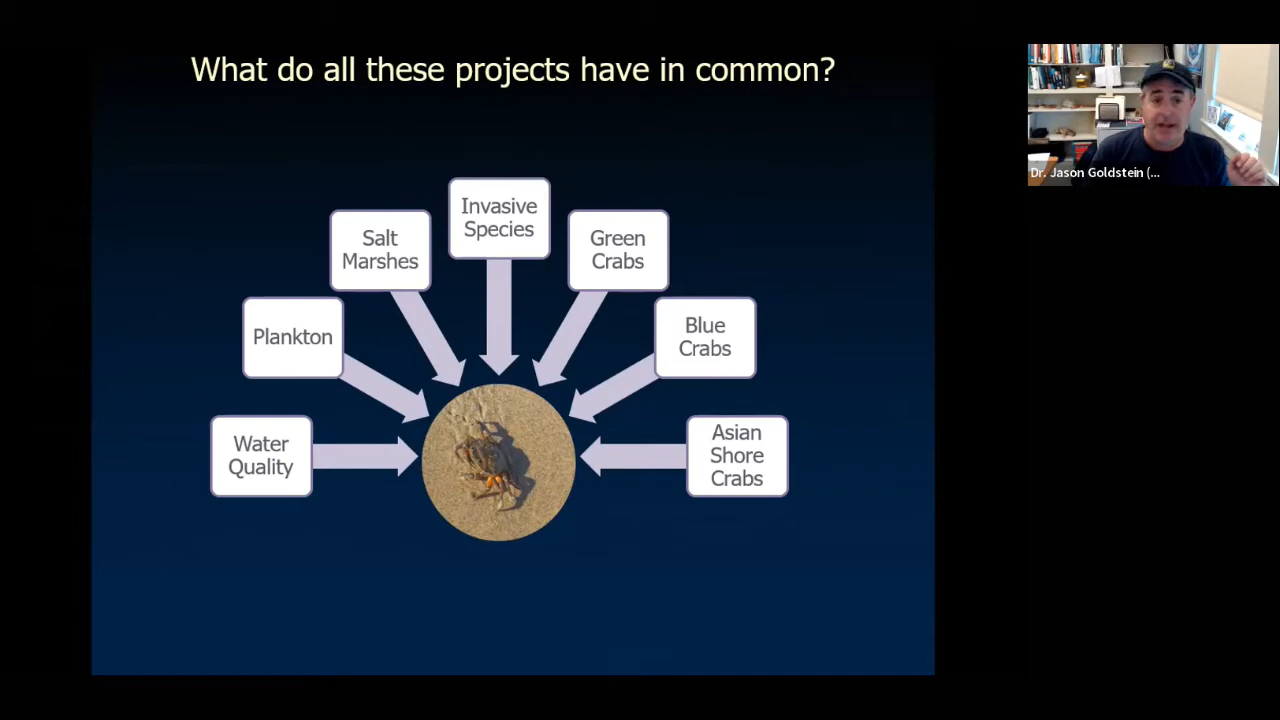 What do all these projects have in common?
Invasive
Species
Salt
Marshes
Green
Crabs
Plankton
Blue
Crabs
Water
Quality
Asian
Shore
Crabs
Dr. Jason Goldstein (...